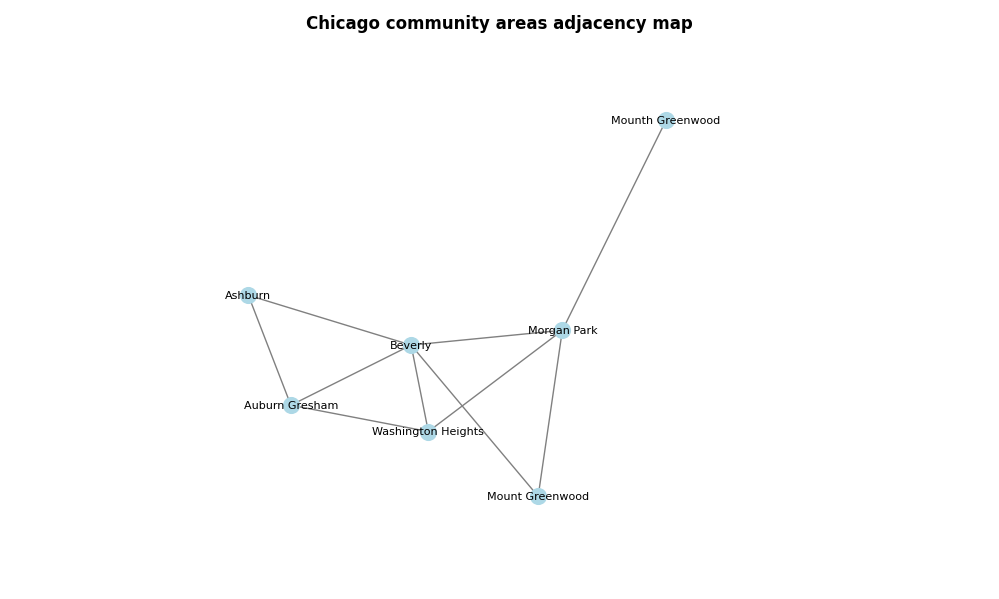 Chicago community areas adjacency map
Mounth Greenwood
Ashburn
Morgan Park
Beverly
Auburn Gresham
Washington Heights
Mount Greenwood